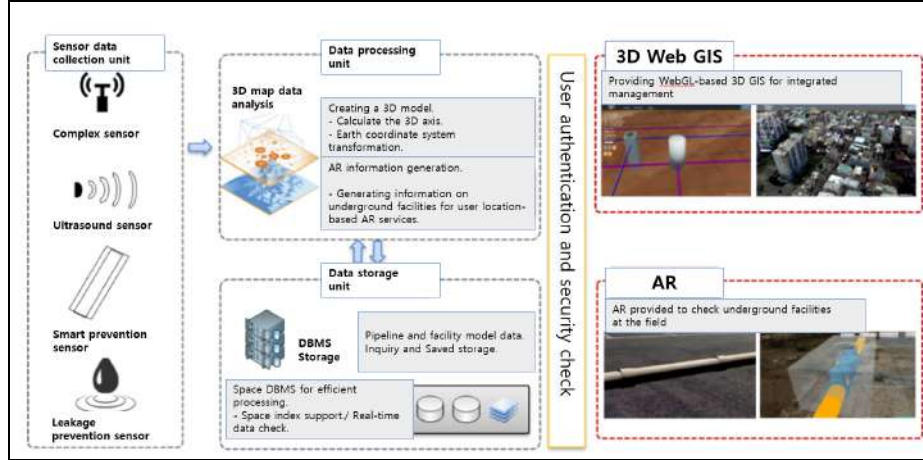 Sensor data
collection unit
Complex sensor
Ultrasound sensor
Smart prevention
sensor
Leakage
prevention sensor
Data processing
unit
3D map data
analysis
Creating a 3D model.
- Calculate the 3D axis.
- Earth coordinate system
transformation.
AR information generation.
- Generating information on
underground facilities for user location-
based AR services.
Data storage
unit
DBMS
Storage
Pipeline and facility model data.
Inquiry and Saved storage.
Space DBMS for efficient
processing.
- Space index support./ Real-time
data check.
User authentication and security check
3D Web GIS
Providing WebGL-based 3D GIS for integrated
management
AR
AR provided to check underground facilities
at the field